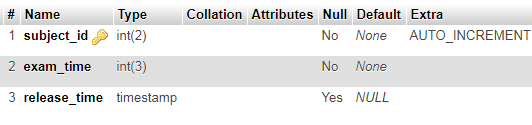 # Name Type Collation Attributes Null Default Extra
1 subject_id int(2) No None AUTO_INCREMENT
2 exam_time int(3) No None
3 release_time timestamp Yes NULL